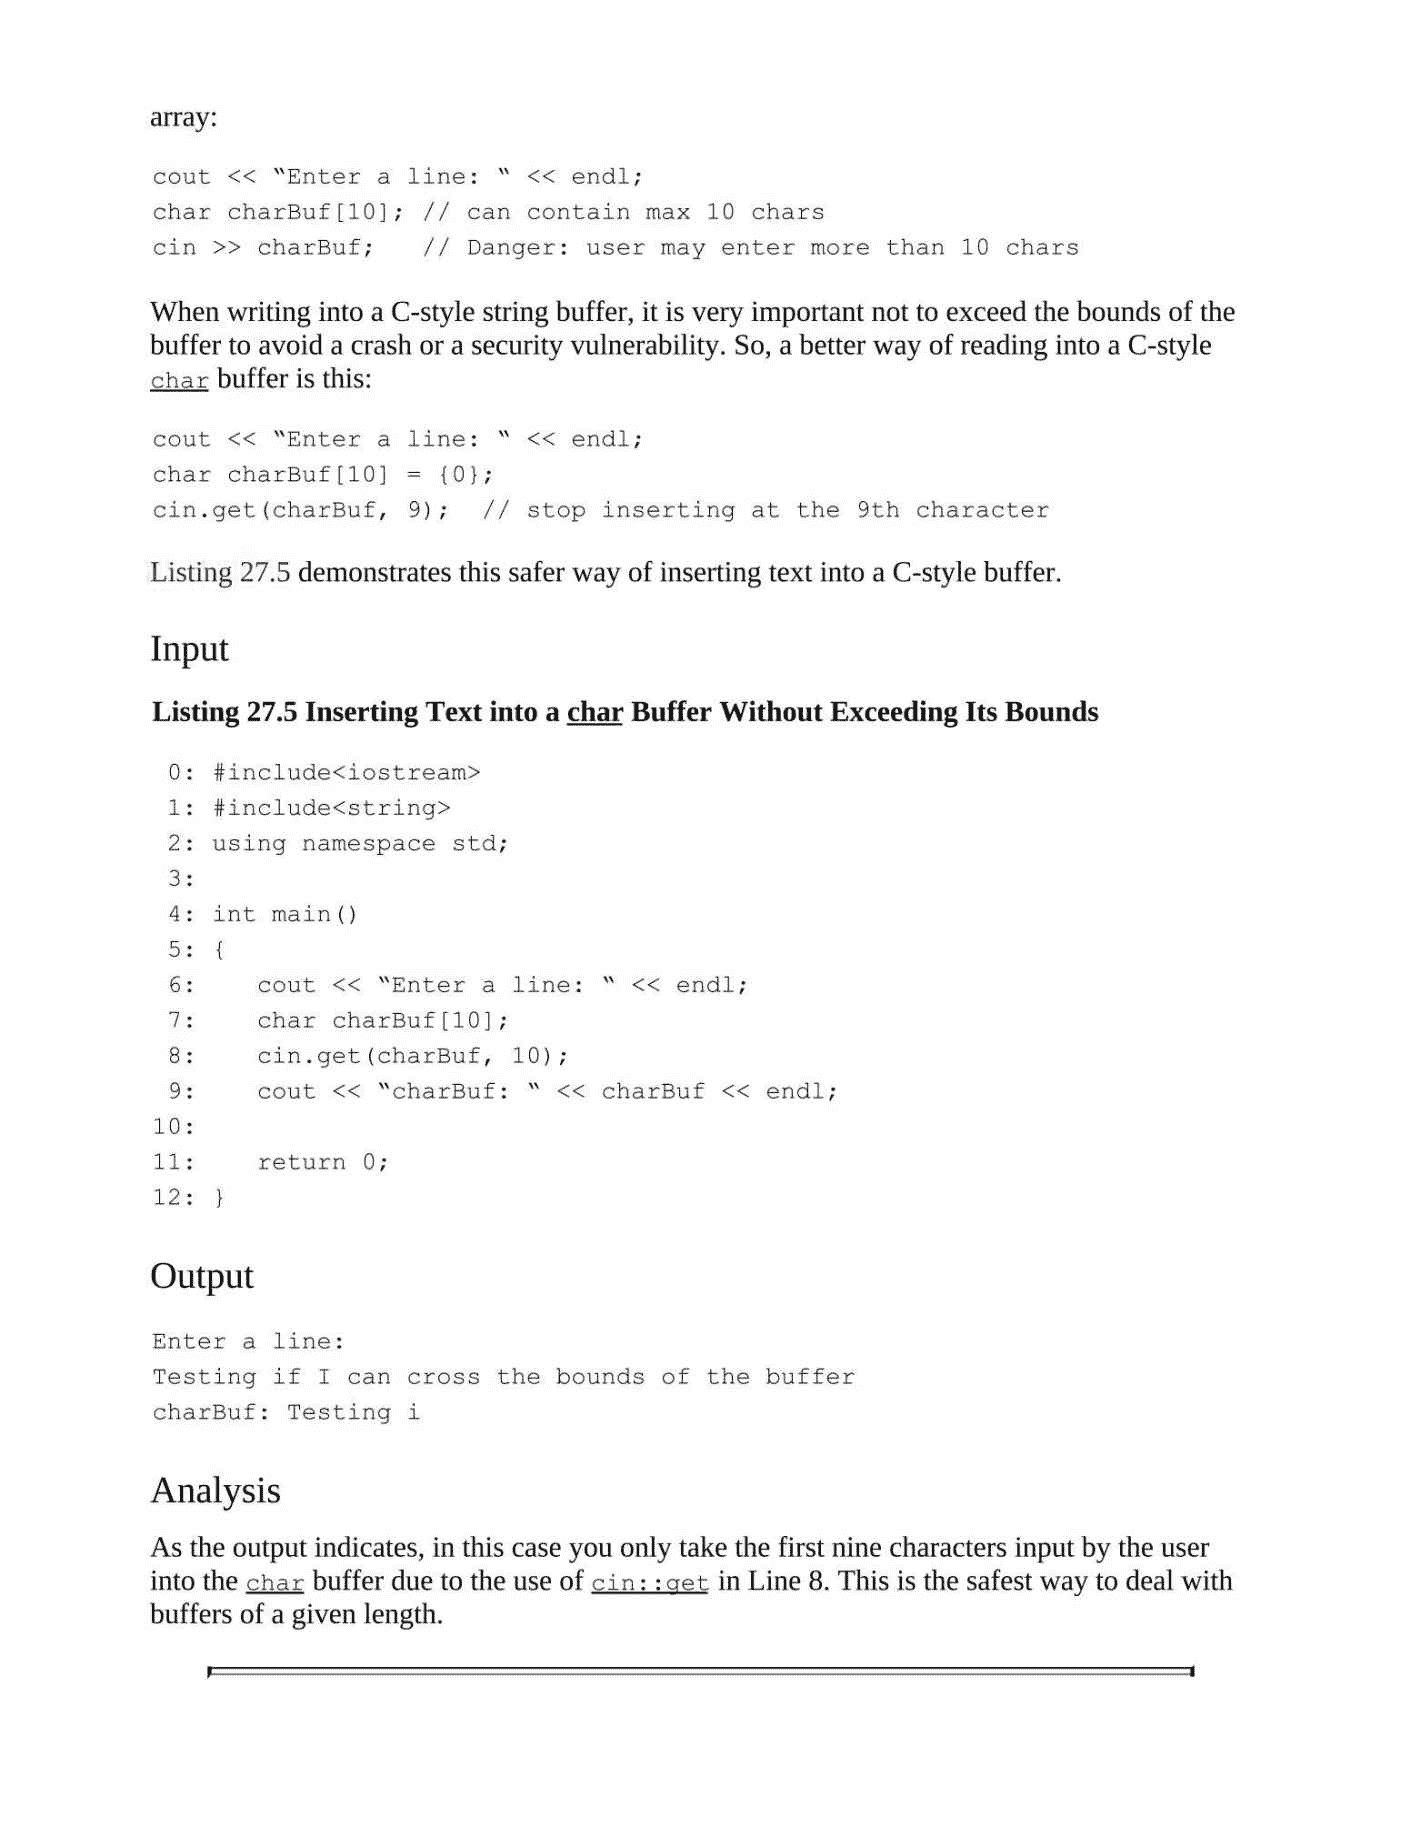 array:
cout << “Enter a line: “ << endl;
char charBuf[10]; // can contain max 10 chars
cin >> charBuf;   // Danger: user may enter more than 10 chars
When writing into a C-style string buffer, it is very important not to exceed the bounds of the
buffer to avoid a crash or a security vulnerability. So, a better way of reading into a C-style
char buffer is this:
cout << “Enter a line: “ << endl;
char charBuf[10] = {0};
cin.get(charBuf, 9);  // stop inserting at the 9th character
Listing 27.5 demonstrates this safer way of inserting text into a C-style buffer.
Input
Listing 27.5 Inserting Text into a char Buffer Without Exceeding Its Bounds
0: #include<iostream>
1: #include<string>
2: using namespace std;
3:
4: int main()
5: {
6:    cout << “Enter a line: “ << endl;
7:    char charBuf[10];
8:    cin.get(charBuf, 10);
9:    cout << “charBuf: “ << charBuf << endl;
10:
11:    return 0;
12: }
Output
Enter a line:
Testing if I can cross the bounds of the buffer
charBuf: Testing i
Analysis
As the output indicates, in this case you only take the first nine characters input by the user
into the char buffer due to the use of cin::get in Line 8. This is the safest way to deal with
buffers of a given length.